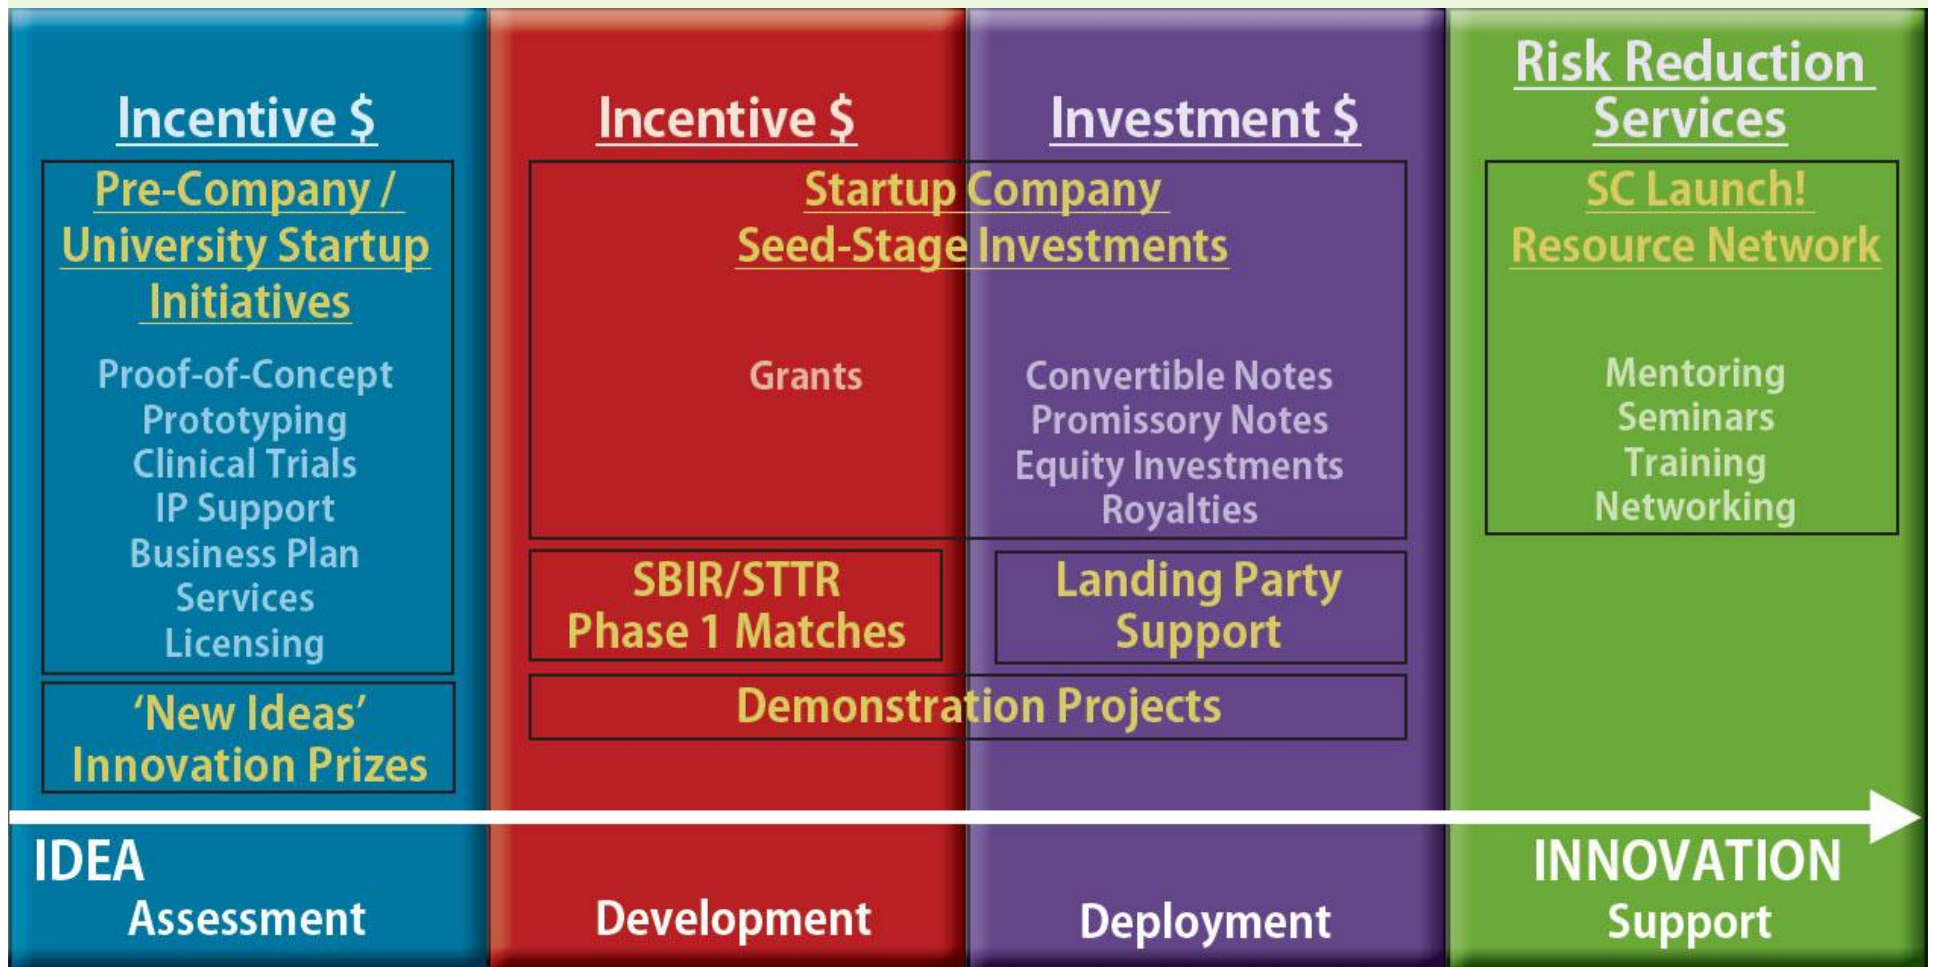 Incentive $
Pre-Company /
University Startup
Initiatives
Proof-of-Concept
Prototyping
Clinical Trials
IP Support
Business Plan
Services
Licensing
'New Ideas'
Innovation Prizes
Incentive $
Investment $
Startup Company
Seed-Stage Investments
Grants
Convertible Notes
Promissory Notes
Equity Investments
Royalties
SBIR/STTR
Phase 1 Matches
Landing Party
Support
Demonstration Projects
Risk Reduction
Services
SC Launch!
Resource Network
Mentoring
Seminars
Training
Networking
IDEA
Assessment
Development
Deployment
INNOVATION
Support